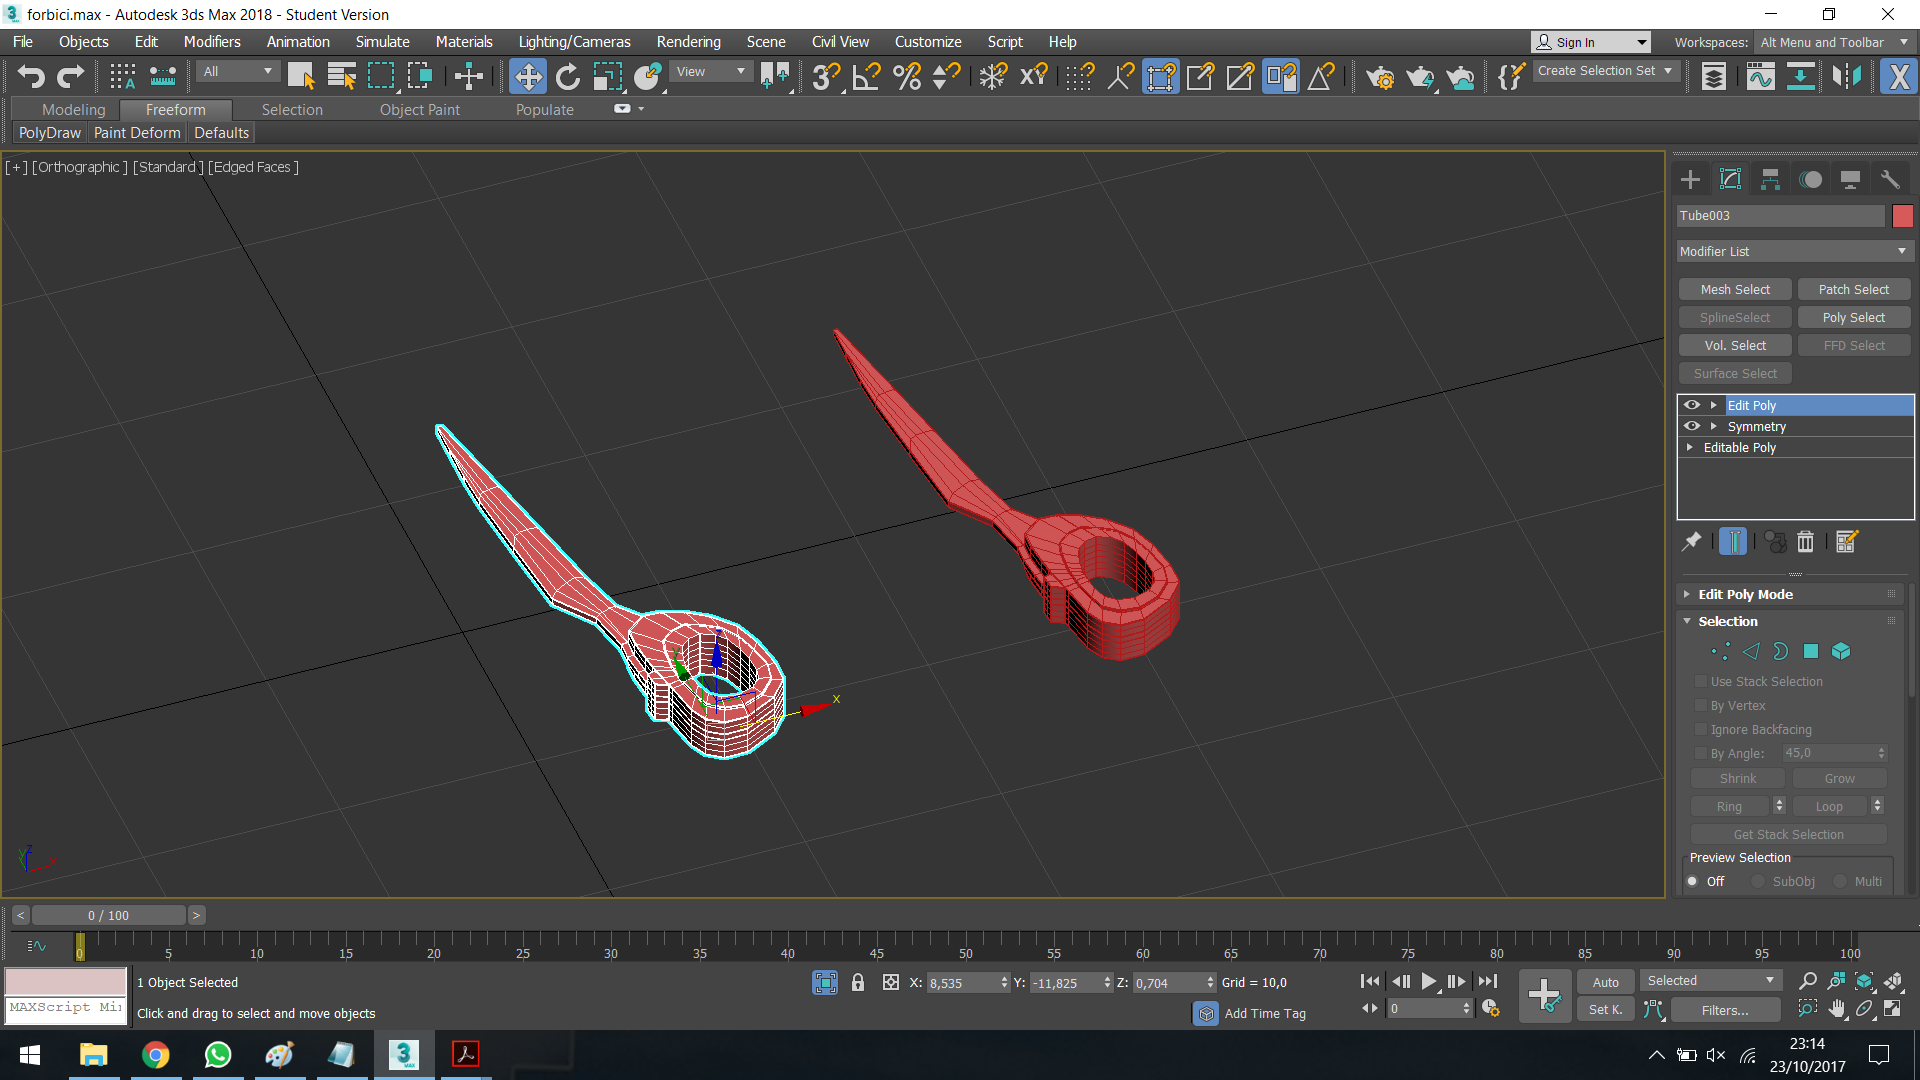 forbici.max - Autodesk 3ds Max 2018 - Student Version
File Objects Edit Modifiers Animation Simulate Materials Lighting/Cameras Rendering Scene Civil View Customize Script Help
Sign In Workspaces: Alt Menu and Toolbar
All View Create Selection Set
Modeling Freeform Selection Object Paint Populate
PolyDraw Paint Deform Defaults
[+] [Orthographic ] [Standard ] [Edged Faces ]
Tube003
Modifier List
Mesh Select Patch Select
SplineSelect Poly Select
Vol. Select FFD Select
Surface Select
Edit Poly
Symmetry
Editable Poly
Edit Poly Mode
Selection
Use Stack Selection
By Vertex
Ignore Backfacing
By Angle: 45,0
Shrink Grow
Ring Loop
Get Stack Selection
Preview Selection
Off SubObj Multi
x
y
z
< 0 / 100 >
0 5 10 15 20 25 30 35 40 45 50 55 60 65 70 75 80 85 90 95 100
1 Object Selected X: 8,535 Y: -11,825 Z: 0,704 Grid = 10,0 Auto Selected
MAXScript Mi
Click and drag to select and move objects Add Time Tag 0 Set K. Filters...
3
MAX
23:14
23/10/2017